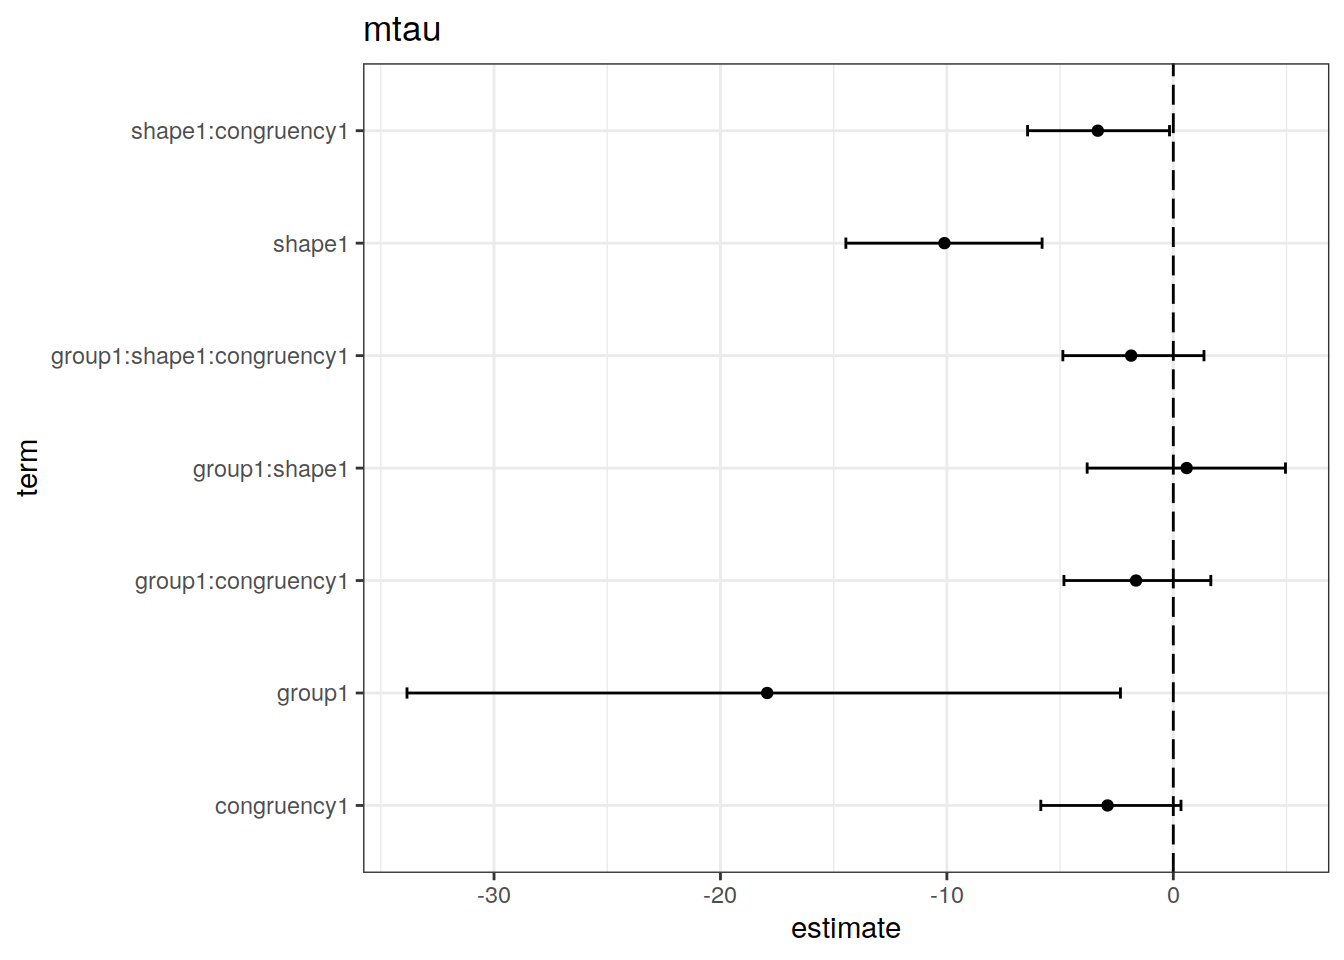 mtau
shape1:congruency1
shape1
group1:shape1:congruency1
group1:shape1
group1:congruency1
group1
congruency1
term
-30
-20
-10
0
estimate